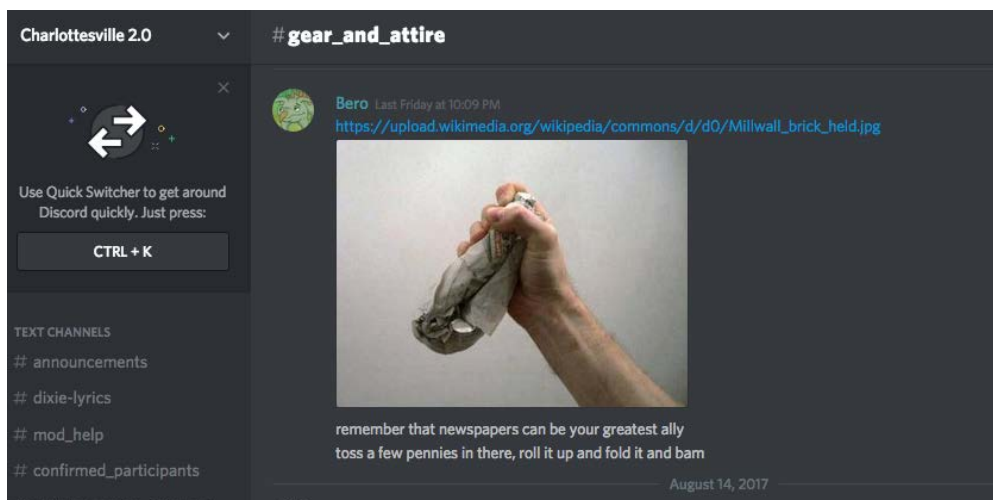 Charlottesville 2.0
#gear_and_attire
Use Quick Switcher to get around
Discord quickly. Just press:
CTRL + K
TEXT CHANNELS
# announcements
# dixie-lyrics
# mod_help
# confirmed_participants
Bero Last Friday at 10:09 PM
https://upload.wikimedia.org/wikipedia/commons/d/d0/Millwall_brick_held.jpg
remember that newspapers can be your greatest ally
toss a few pennies in there, roll it up and fold it and bam
August 14, 2017